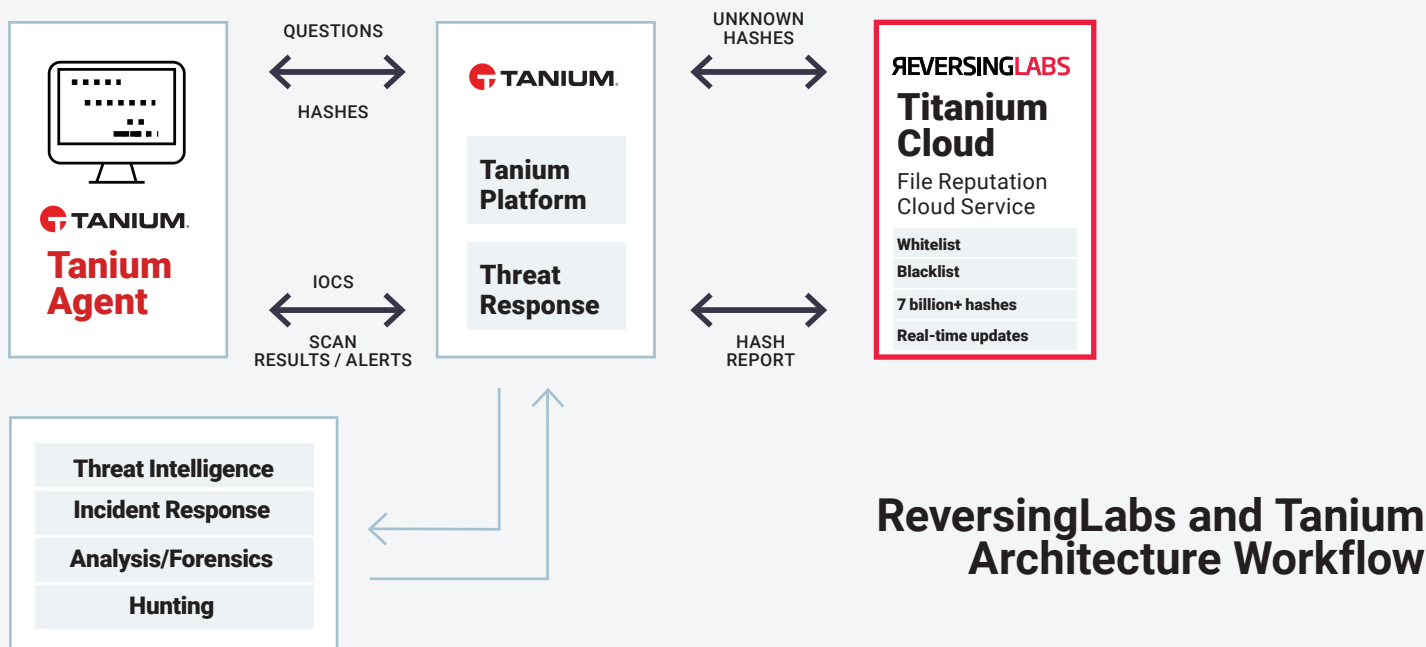 QUESTIONS
HASHES
TANIUM.
Tanium
Agent
IOCS
SCAN
RESULTS / ALERTS
TANIUM.
Tanium
Platform
Threat
Response
UNKNOWN
HASHES
HASH
REPORT
REVERSINGLABS
Titanium
Cloud
File Reputation
Cloud Service
Whitelist
Blacklist
7 billion+ hashes
Real-time updates
Threat Intelligence
Incident Response
Analysis/Forensics
Hunting
ReversingLabs and Tanium
Architecture Workflow